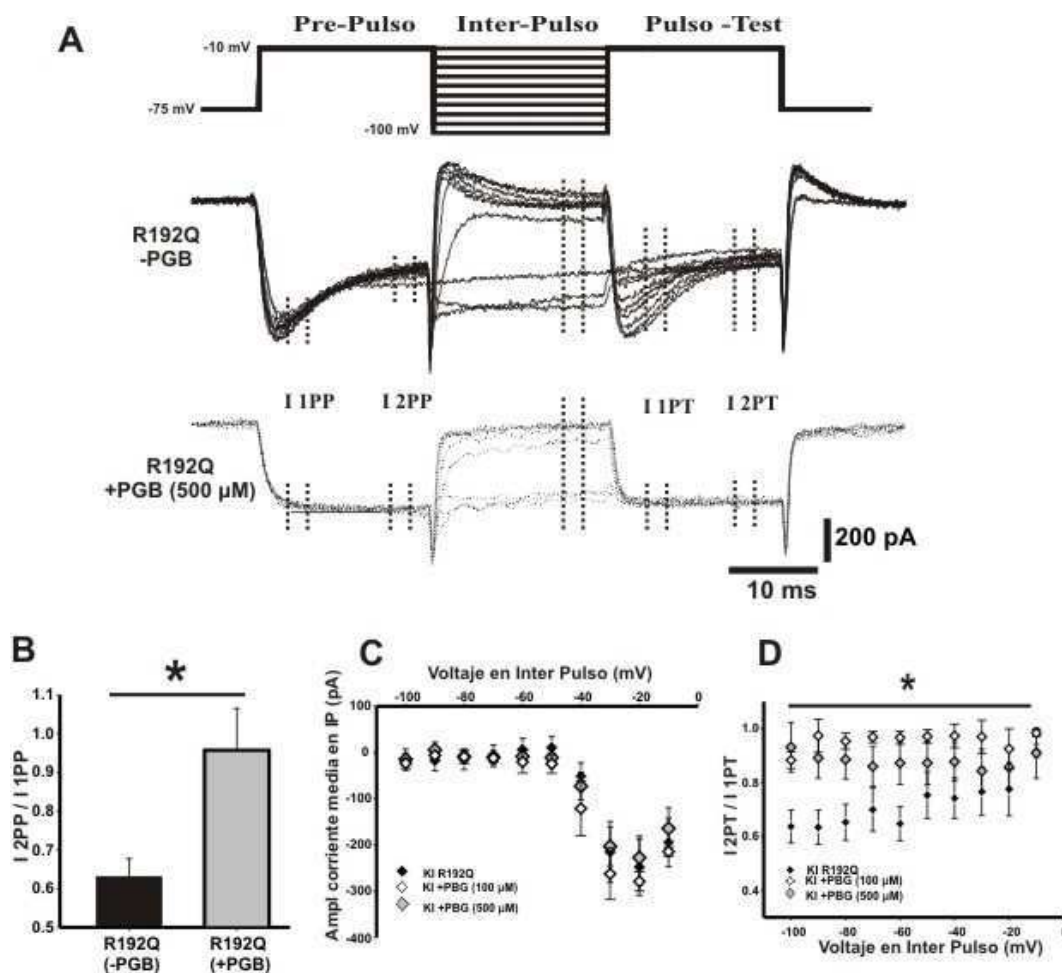 A
Pre-Pulso Inter-Pulso Pulso -Test
-10 mV
-75 mV
-100 mV
R192Q
-PGB
I 1PP I 2PP I 1PT I 2PT
R192Q
+PGB (500 µM)
200 pA
10 ms
B
*
I 2PP / I 1PP
1.1
1.0
0.9
0.8
0.7
0.6
0.5
R192Q
(-PGB)
R192Q
(+PGB)
C
Voltaje en Inter Pulso (mV)
-100 -80 -60 -40 -20 0
Ampl corriente media en IP (pA)
100
0
-100
-200
-300
-400
KI R192Q
KI +PBG (100 µM)
KI +PBG (500 µM)
D
*
I 2PT / I 1PT
1.0
0.8
0.6
0.4
KI R192Q
KI +PBG (100 µM)
KI +PBG (500 µM)
-100 -80 -60 -40 -20 0
Voltaje en Inter Pulso (mV)